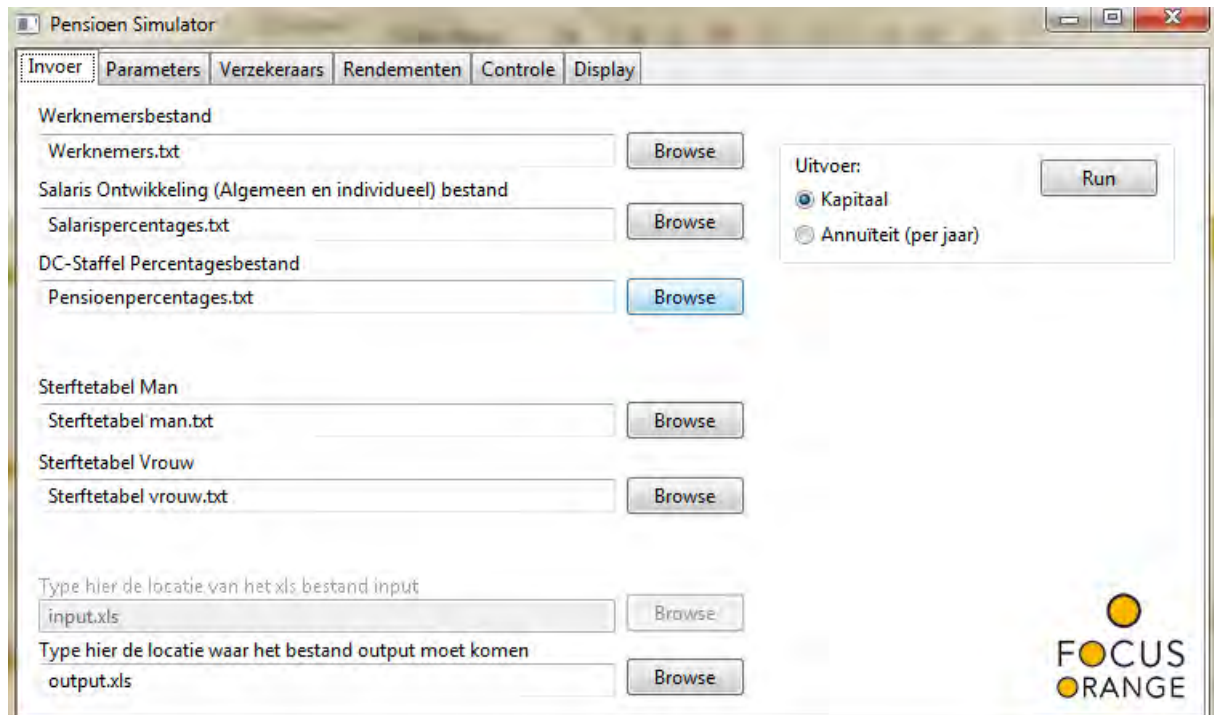 Pensioen Simulator
Invoer Parameters Verzekeraars Rendementen Controle Display
Werknemersbestand
Werknemers.txt Browse
Salaris Ontwikkeling (Algemeen en individueel) bestand
Salarispercentages.txt Browse
DC-Staffel Percentagesbestand
Pensioenpercentages.txt Browse
Sterftetabel Man
Sterftetabel man.txt Browse
Sterftetabel Vrouw
Sterftetabel vrouw.txt Browse
Type hier de locatie van het xls bestand input
input.xls Browse
Type hier de locatie waar het bestand output moet komen
output.xls Browse
Uitvoer: Run
Kapitaal
Annuïteit (per jaar)
FOCUS
ORANGE